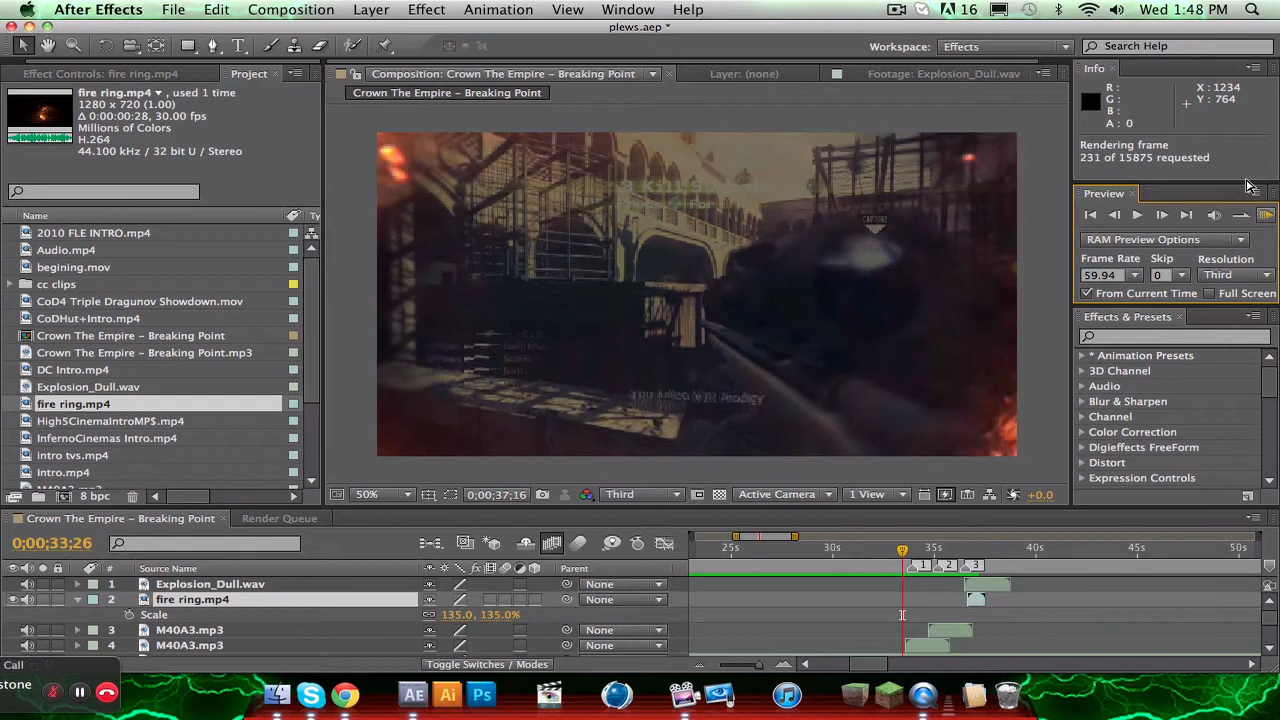 After Effects File Edit Composition Layer Effect Animation View Window Help 16 Wed 1:48 PM
plews.aep *
Workspace: Effects Search Help
Effect Controls: fire ring.mp4 Project
Composition: Crown The Empire – Breaking Point Layer: (none) Footage: Explosion_Dull.wav
Crown The Empire – Breaking Point
fire ring.mp4 , used 1 time
1280 x 720 (1.00)
Δ 0:00:00:28, 30.00 fps
Millions of Colors
H.264
44.100 kHz / 32 bit U / Stereo
Name Ty
2010 FLE INTRO.mp4
Audio.mp4
begining.mov
cc clips
CoD4 Triple Dragunov Showdown.mov
CoDHut+Intro.mp4
Crown The Empire – Breaking Point
Crown The Empire – Breaking Point.mp3
DC Intro.mp4
Explosion_Dull.wav
fire ring.mp4
High5CinemaIntroMP$.mp4
InfernoCinemas Intro.mp4
intro tvs.mp4
Intro.mp4
M40A3.mp3
8 bpc
CAPTURE
50% 0;00;37;16 Third Active Camera 1 View +0.0
Info
R : X : 1234
G : Y : 764
B :
A : 0
Rendering frame
231 of 15875 requested
Preview
RAM Preview Options
Frame Rate Skip Resolution
59.94 0 Third
From Current Time Full Screen
Effects & Presets
* Animation Presets
3D Channel
Audio
Blur & Sharpen
Channel
Color Correction
Digieffects FreeForm
Distort
Expression Controls
Crown The Empire – Breaking Point Render Queue
0;00;33;26
25s 30s 35s 40s 45s 50s
# Source Name Parent 1 2 3
1 Explosion_Dull.wav None
2 fire ring.mp4 None
Scale 135.0, 135.0%
3 M40A3.mp3 None
4 M40A3.mp3 None
Toggle Switches / Modes
Call
stone
AE Ai Ps